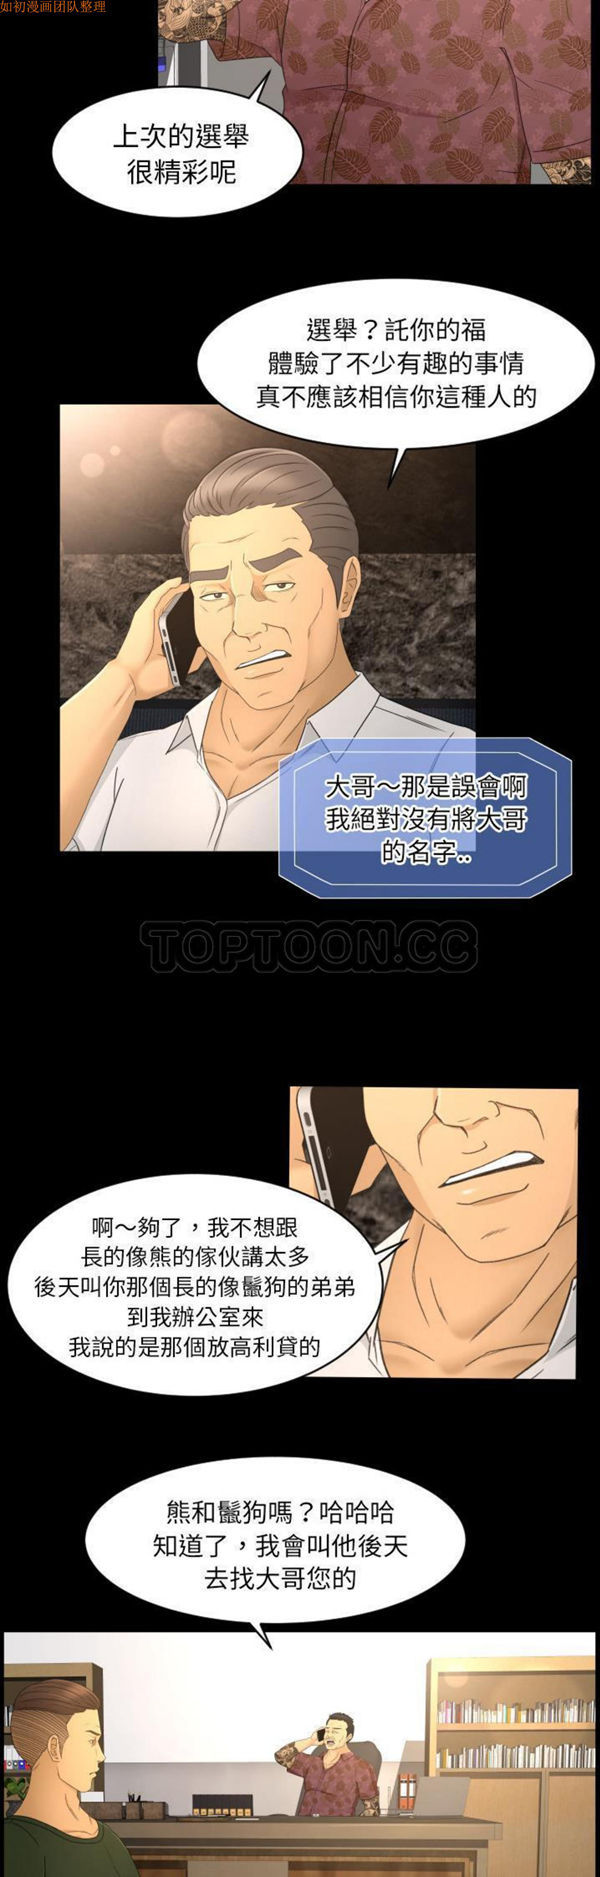 如初漫画团队整理
上次的選舉
很精彩呢
選舉？託你的福
體驗了不少有趣的事情
真不應該相信你這種人的
大哥～那是誤會啊
我絕對沒有將大哥
的名字..
TOPTOON.CC
啊～夠了，我不想跟
長的像熊的傢伙講太多
後天叫你那個長的像鬣狗的弟弟
到我辦公室來
我說的是那個放高利貸的
熊和鬣狗嗎？哈哈哈
知道了，我會叫他後天
去找大哥您的